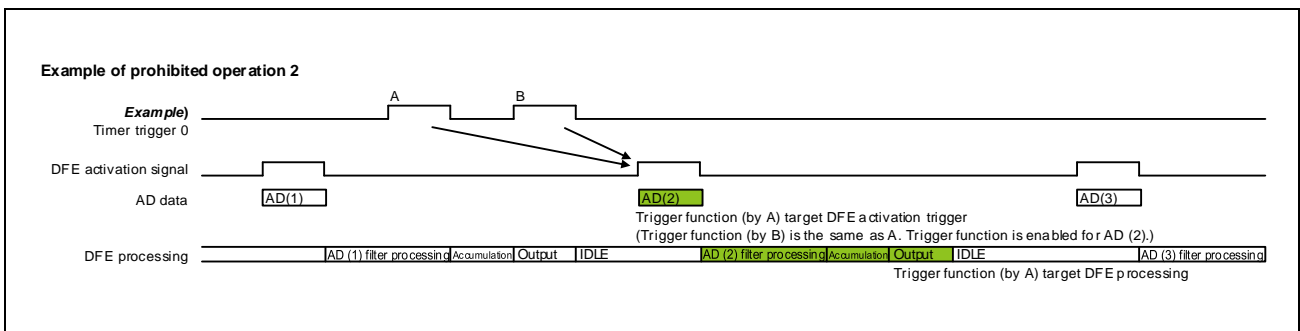 Example of prohibited operation 2
A
B
Example)
Timer trigger 0
DFE activation signal
AD data
AD(1)
AD(2)
AD(3)
Trigger function (by A) target DFE activation trigger
(Trigger function (by B) is the same as A. Trigger function is enabled for AD (2).)
DFE processing
AD (1) filter processing
Accumulation
Output
IDLE
AD (2) filter processing
Accumulation
Output
IDLE
AD (3) filter processing
Trigger function (by A) target DFE processing